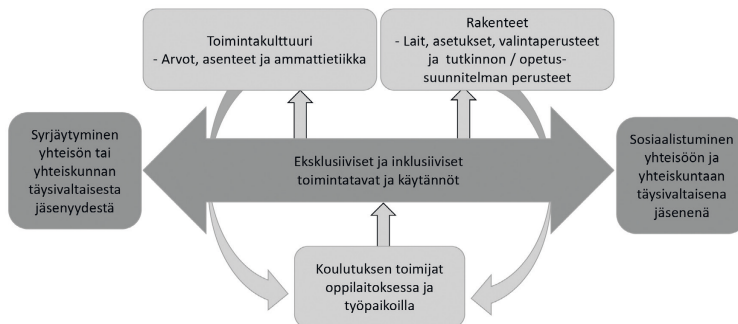 Toimintakulttuuri
- Arvot, asenteet ja ammattietiikka
Rakenteet
- Lait, asetukset, valintaperusteet
ja tutkinnon / opetus-
suunnitelman perusteet
Syrjäytyminen
yhteisön tai
yhteiskunnan
täysivaltaisesta
jäsenyydestä
Eksklusiiviset ja inklusiiviset
toimintatavat ja käytännöt
Sosiaalistuminen
yhteisöön ja
yhteiskuntaan
täysivaltaisena
jäsenenä
Koulutuksen toimijat
oppilaitoksessa ja
työpaikoilla